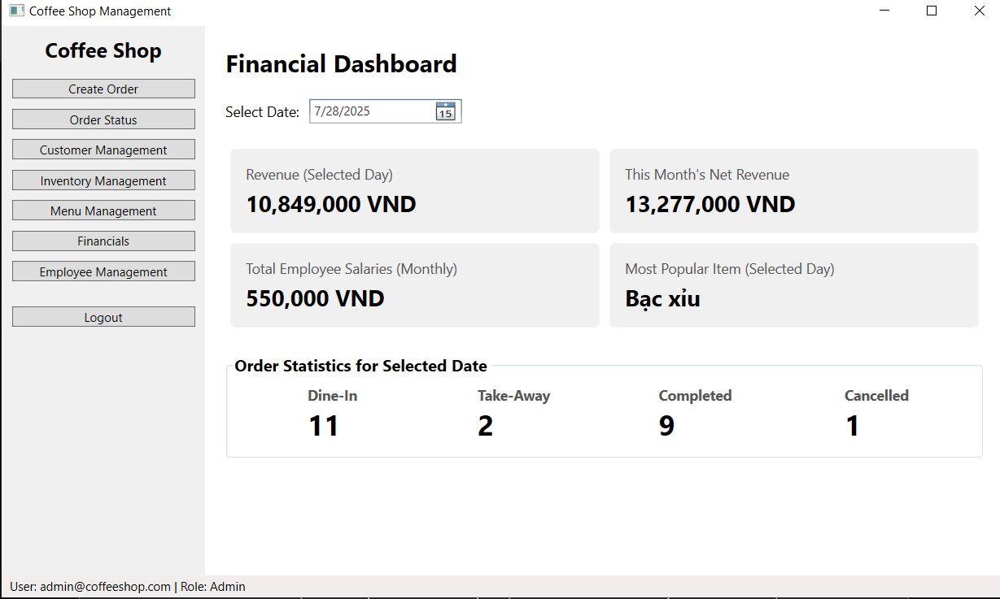 Coffee Shop Management
Coffee Shop
Create Order
Order Status
Customer Management
Inventory Management
Menu Management
Financials
Employee Management
Logout
Financial Dashboard
Select Date: 7/28/2025 15
Revenue (Selected Day)
10,849,000 VND
This Month's Net Revenue
13,277,000 VND
Total Employee Salaries (Monthly)
550,000 VND
Most Popular Item (Selected Day)
Bạc xỉu
Order Statistics for Selected Date
Dine-In
11
Take-Away
2
Completed
9
Cancelled
1
User: admin@coffeeshop.com | Role: Admin